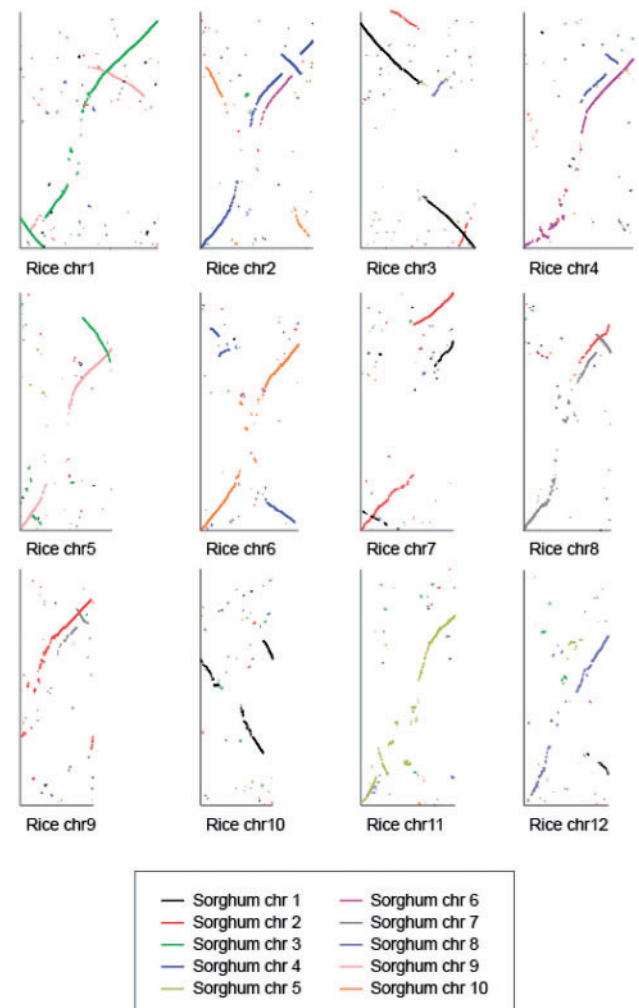 Rice chr1
Rice chr2
Rice chr3
Rice chr4
Rice chr5
Rice chr6
Rice chr7
Rice chr8
Rice chr9
Rice chr10
Rice chr11
Rice chr12
Sorghum chr 1
Sorghum chr 2
Sorghum chr 3
Sorghum chr 4
Sorghum chr 5
Sorghum chr 6
Sorghum chr 7
Sorghum chr 8
Sorghum chr 9
Sorghum chr 10